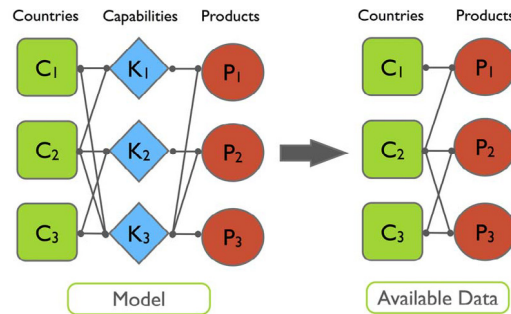 Countries Capabilities Products Countries Products
C1 K1 P1 C1 P1
C2 K2 P2 C2 P2
C3 K3 P3 C3 P3
Model Available Data